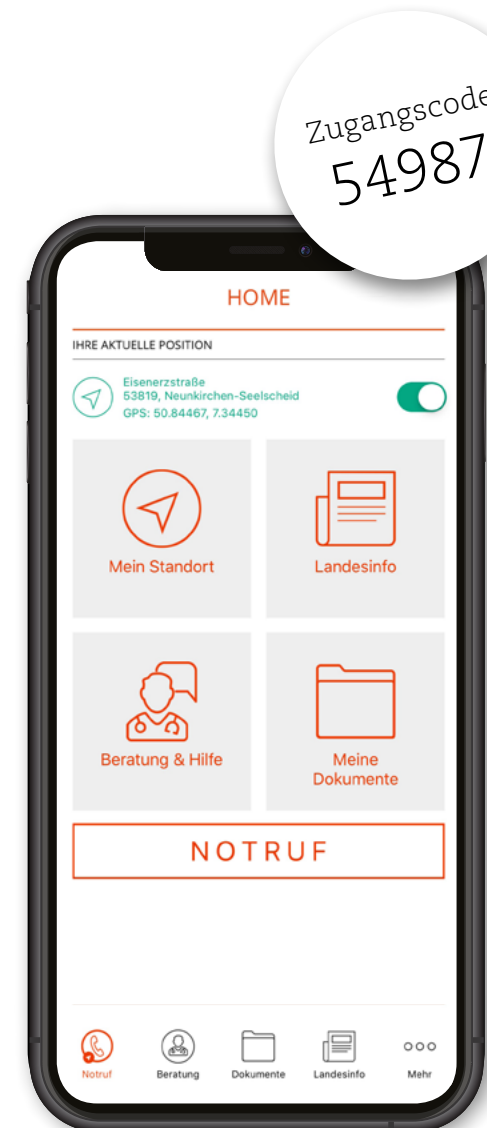 Zugangscode
54987
HOME
IHRE AKTUELLE POSITION
Eisenerzstraße
53819, Neunkirchen-Seelscheid
GPS: 50.84467, 7.34450
Mein Standort
Landesinfo
Beratung & Hilfe
Meine
Dokumente
NOTRUF
Notruf
Beratung
Dokumente
Landesinfo
Mehr